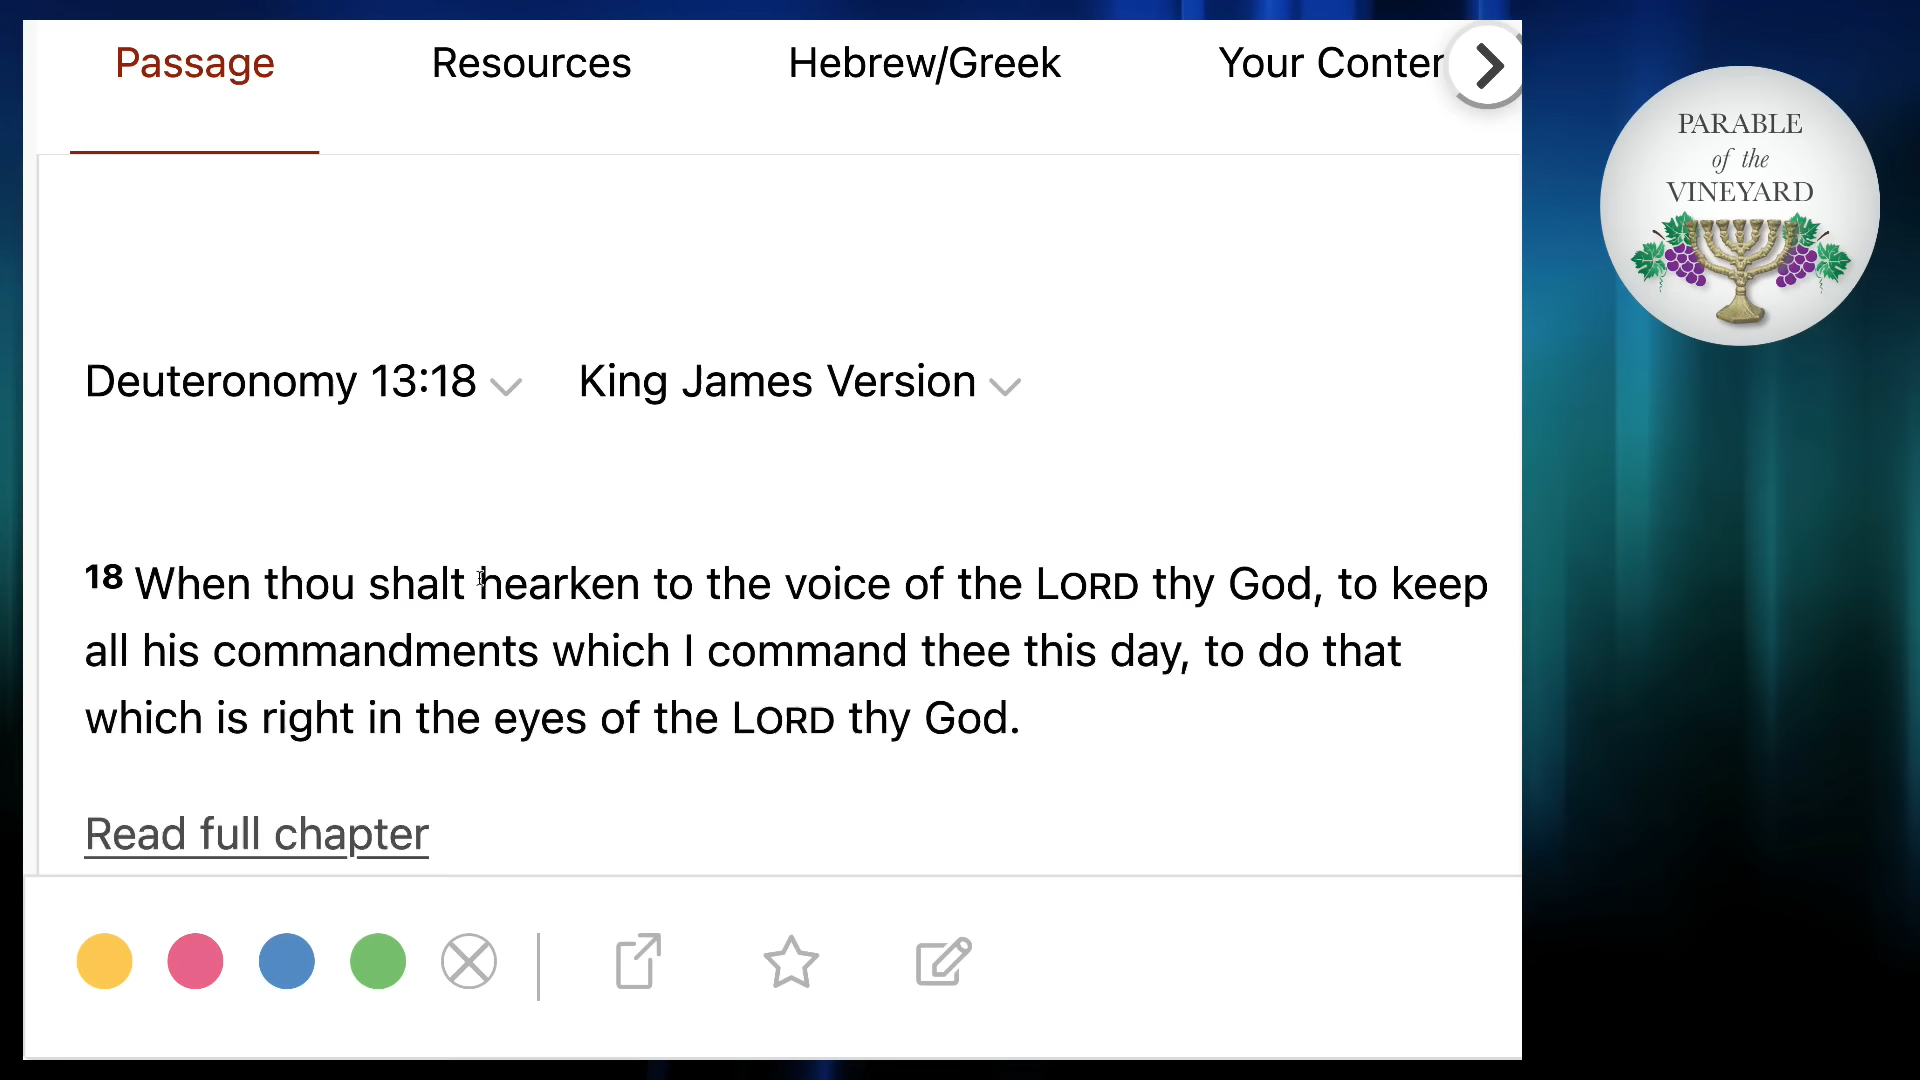 Passage Resources Hebrew/Greek Your Conten
PARABLE
of the
VINEYARD
Deuteronomy 13:18 King James Version
18 When thou shalt hearken to the voice of the LORD thy God, to keep
all his commandments which I command thee this day, to do that
which is right in the eyes of the LORD thy God.
Read full chapter